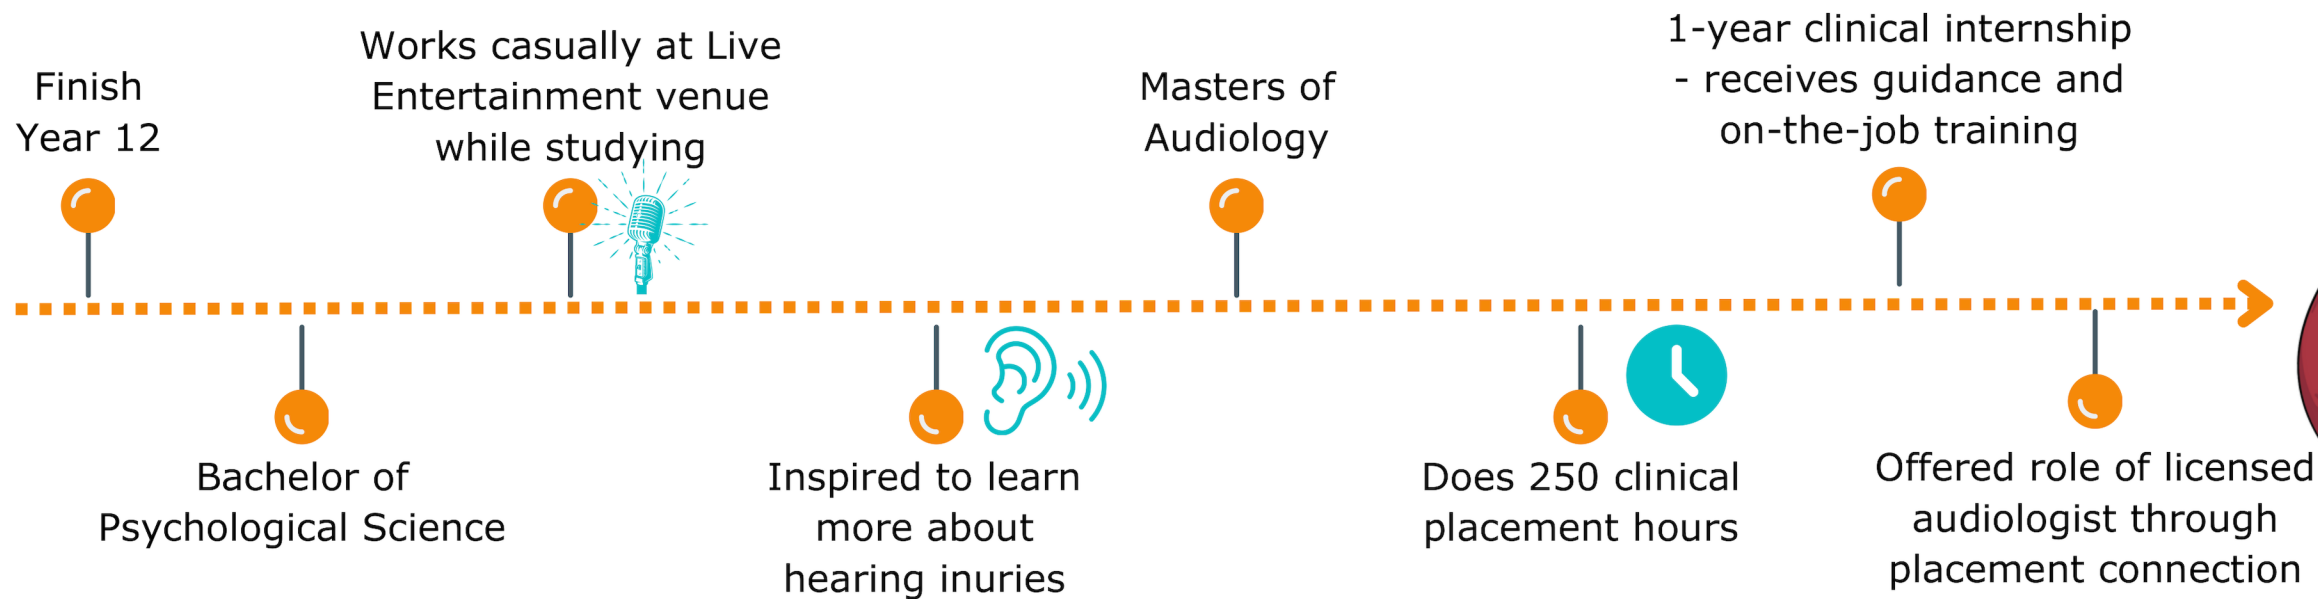 Finish
Year 12
Bachelor of
Psychological Science
Works casually at Live
Entertainment venue
while studying
Inspired to learn
more about
hearing inuries
Masters of
Audiology
Does 250 clinical
placement hours
1-year clinical internship
- receives guidance and
on-the-job training
Offered role of licensed
audiologist through
placement connection